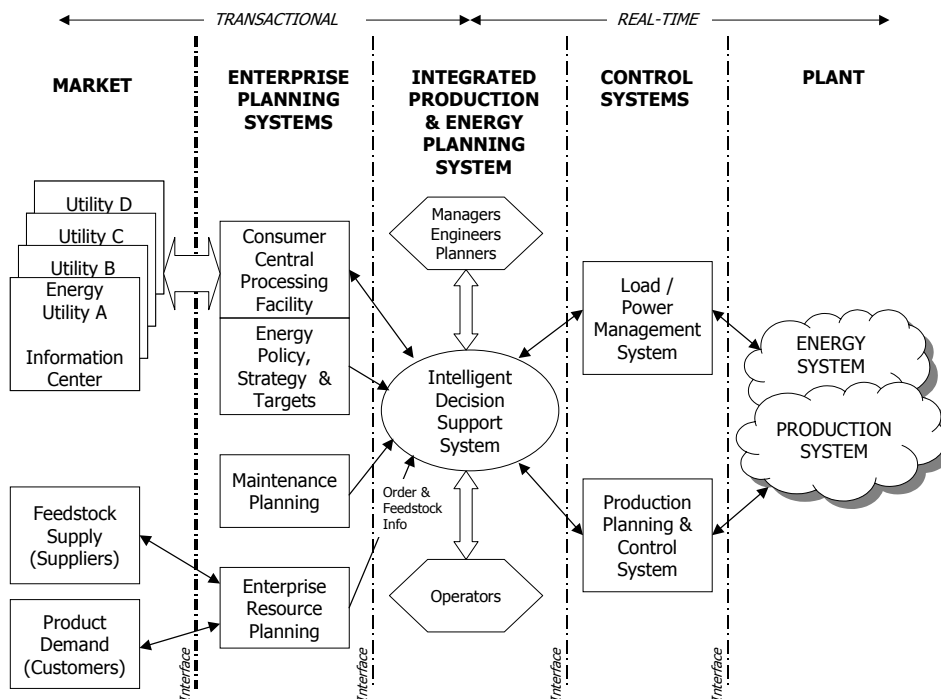 TRANSACTIONAL
REAL-TIME
MARKET
ENTERPRISE
PLANNING
SYSTEMS
INTEGRATED
PRODUCTION
& ENERGY
PLANNING
SYSTEM
CONTROL
SYSTEMS
PLANT
Utility D
Utility C
Utility B
Energy
Utility A
Information
Center
Feedstock
Supply
(Suppliers)
Product
Demand
(Customers)
Consumer
Central
Processing
Facility
Energy
Policy,
Strategy &
Targets
Maintenance
Planning
Enterprise
Resource
Planning
Order &
Feedstock
Info
Managers
Engineers
Planners
Intelligent
Decision
Support
System
Operators
Load /
Power
Management
System
Production
Planning &
Control
System
ENERGY
SYSTEM
PRODUCTION
SYSTEM
Interface
Interface
Interface
Interface